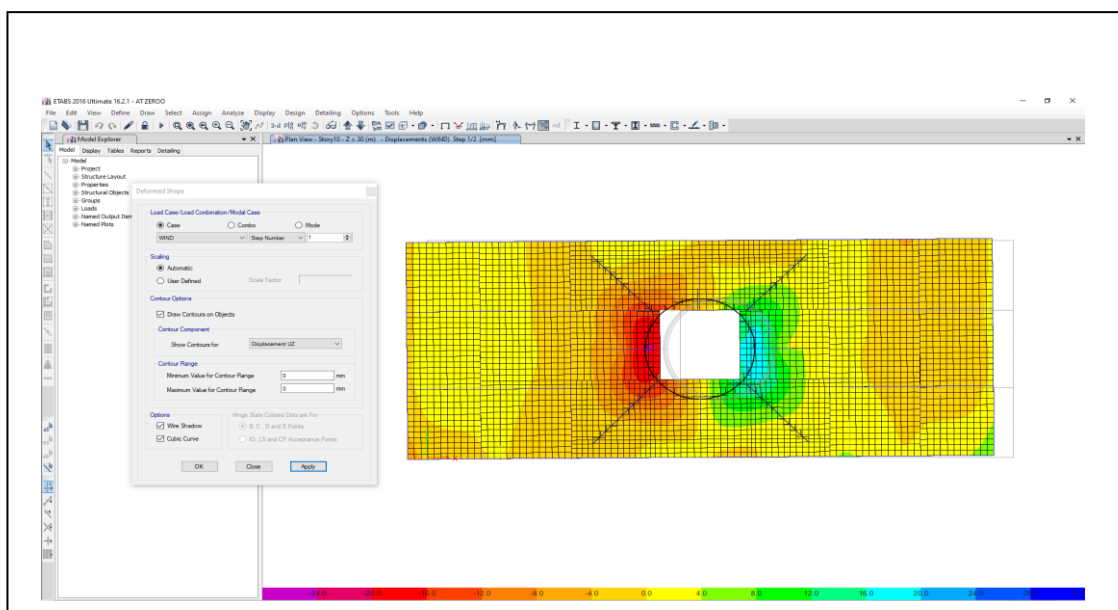 ETABS 2016 Ultimate 16.2.1 - AT ZEROO
File Edit View Define Draw Select Assign Analyze Display Design Detailing Options Tools Help
Model Explorer
Plan View - Story10 - Z = 30 (m) - Displacements (WIND) Step 1/2 [mm]
Model Display Tables Reports Detailing
Model
Project
Structure Layout
Properties
Structural Objects
Groups
Loads
Named Output Item
Named Plots
Deformed Shape
Load Case/Load Combination/Modal Case
Case Combo Mode
WIND Step Number 1
Scaling
Automatic
User Defined Scale Factor
Contour Options
Draw Contours on Objects
Contour Component
Show Contours for Displacement UZ
Contour Range
Minimum Value for Contour Range 0 mm
Maximum Value for Contour Range 0 mm
Options
Wire Shadow
Cubic Curve
Hinge State Colored Dots are For
B, C, D and E Points
IO, LS and CP Acceptance Points
OK Close Apply
-24.0 -20.0 -16.0 -12.0 -8.0 -4.0 0.0 4.0 8.0 12.0 16.0 20.0 24.0